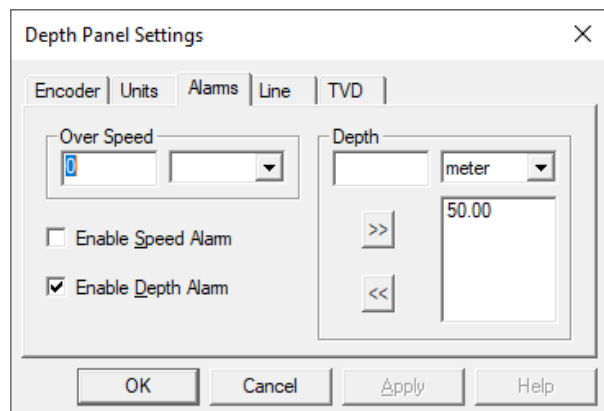 Depth Panel Settings
Encoder Units Alarms Line TVD
Over Speed
0
Depth
meter
>>
<<
50.00
Enable Speed Alarm
Enable Depth Alarm
OK Cancel Apply Help